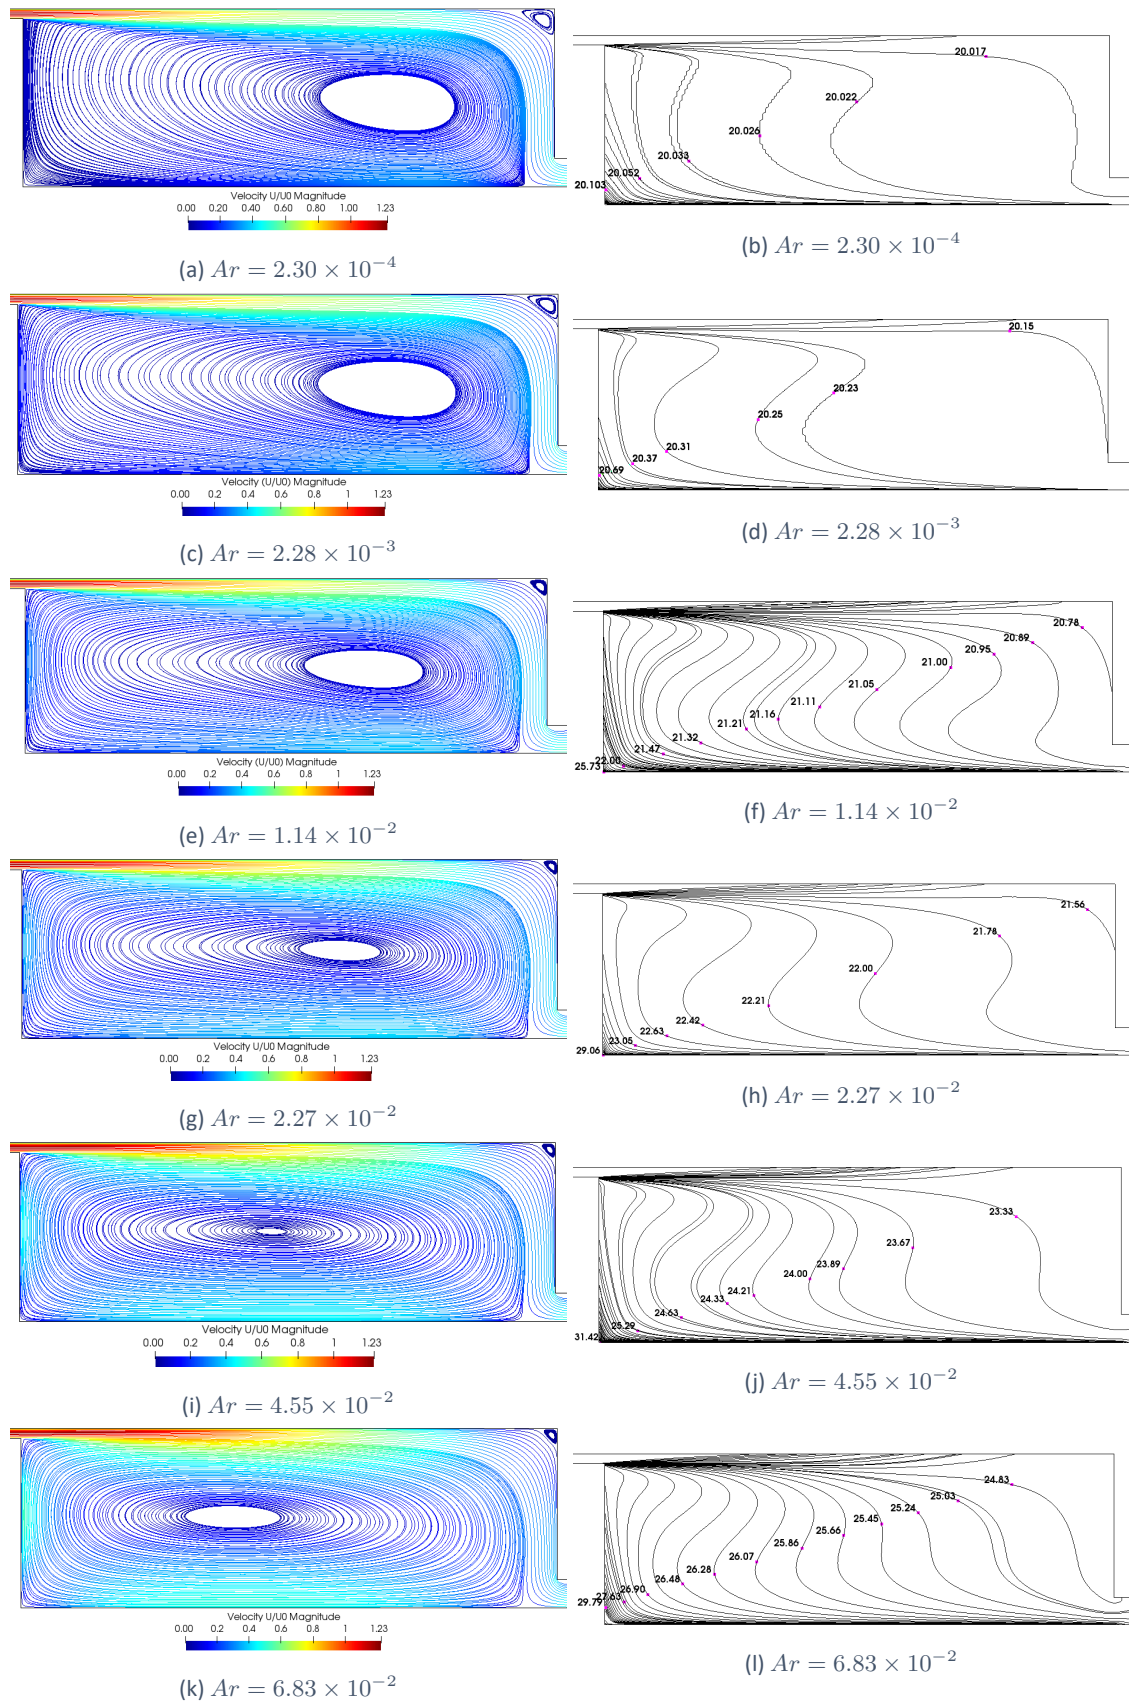 20.017
20.022
20.026
20.033
20.052
20.103
Velocity U/U0 Magnitude
0.00 0.20 0.40 0.60 0.80 1.00 1.23
(a) Ar = 2.30 × 10⁻⁴
(b) Ar = 2.30 × 10⁻⁴
20.15
20.23
20.25
20.31
20.37
20.69
Velocity (U/U0) Magnitude
0.00 0.2 0.4 0.6 0.8 1 1.23
(c) Ar = 2.28 × 10⁻³
(d) Ar = 2.28 × 10⁻³
20.78
20.89
20.95
21.00
21.05
21.11
21.16
21.21
21.32
21.47
22.00
25.73
Velocity (U/U0) Magnitude
0.00 0.2 0.4 0.6 0.8 1 1.23
(e) Ar = 1.14 × 10⁻²
(f) Ar = 1.14 × 10⁻²
21.56
21.78
22.00
22.21
22.42
22.63
23.05
29.06
Velocity U/U0 Magnitude
0.00 0.2 0.4 0.6 0.8 1 1.23
(g) Ar = 2.27 × 10⁻²
(h) Ar = 2.27 × 10⁻²
23.33
23.67
23.89
24.00
24.21
24.33
24.63
25.29
31.42
Velocity U/U0 Magnitude
0.00 0.2 0.4 0.6 0.8 1 1.23
(i) Ar = 4.55 × 10⁻²
(j) Ar = 4.55 × 10⁻²
24.83
25.03
25.24
25.45
25.66
25.86
26.07
26.28
26.48
26.90
27.63
29.79
Velocity U/U0 Magnitude
0.00 0.2 0.4 0.6 0.8 1 1.23
(k) Ar = 6.83 × 10⁻²
(l) Ar = 6.83 × 10⁻²